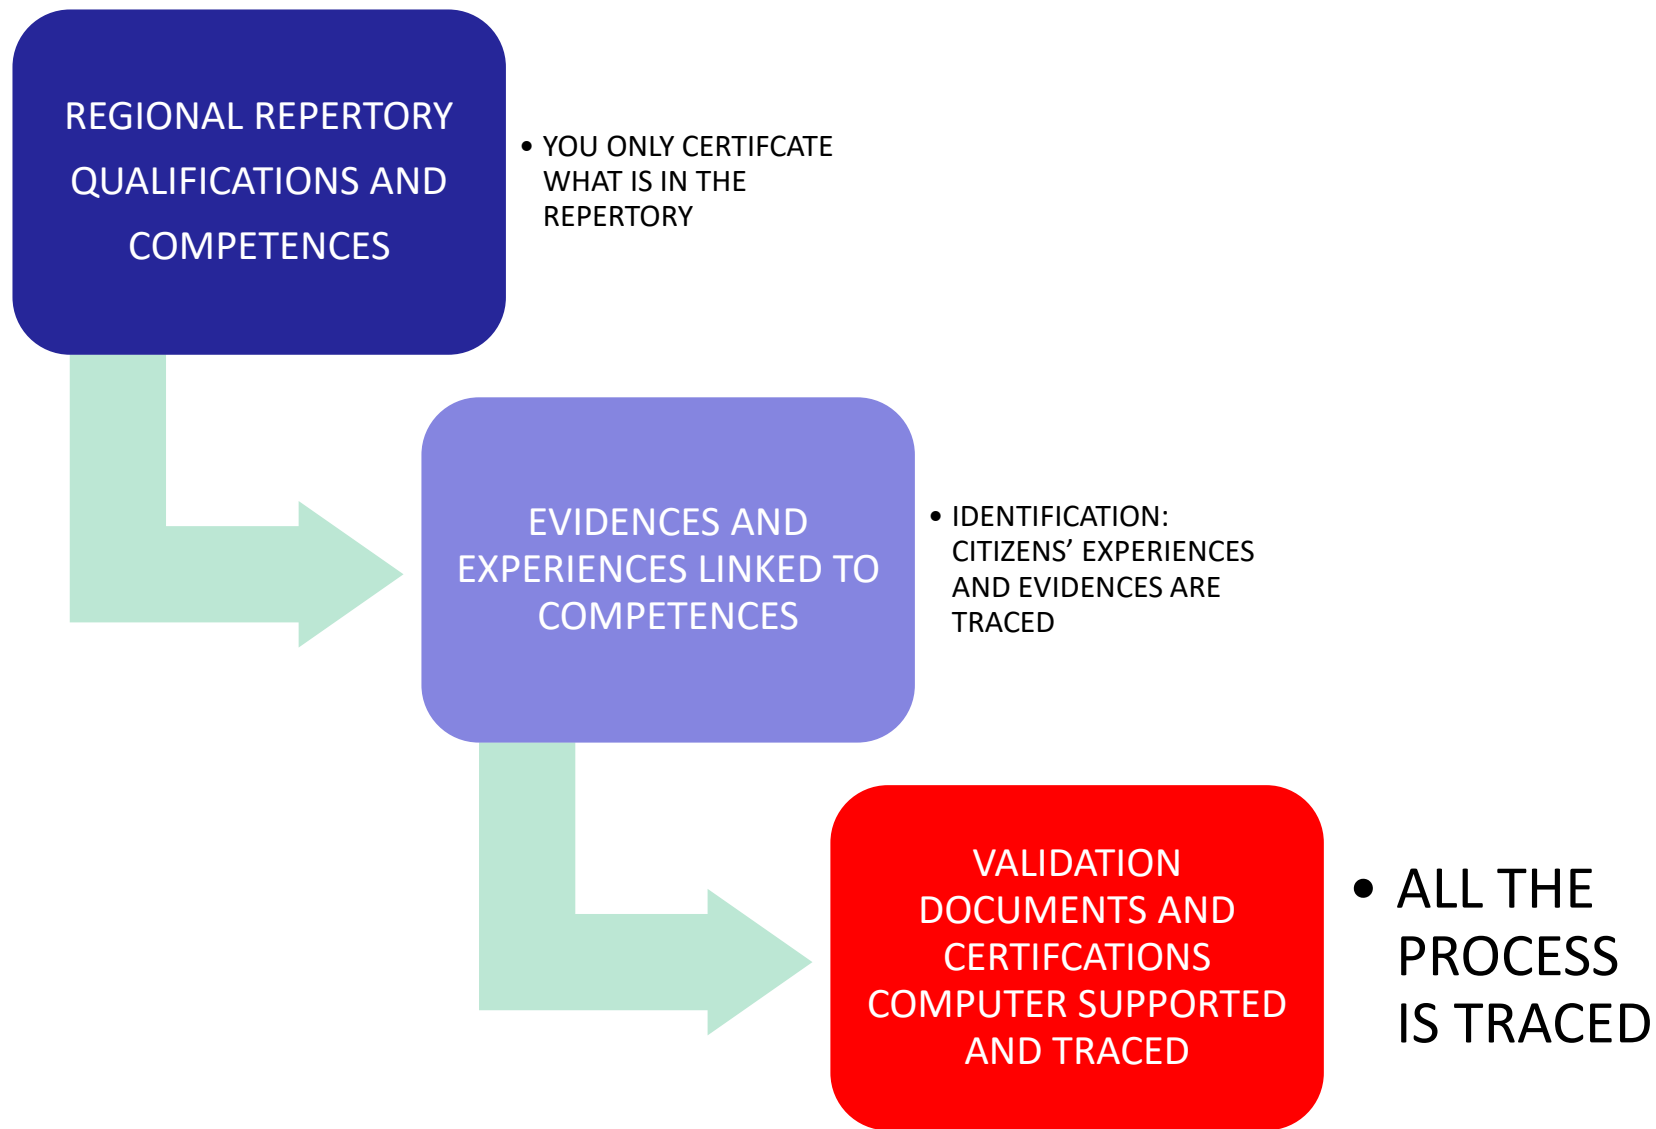 REGIONAL REPERTORY
QUALIFICATIONS AND
COMPETENCES
• YOU ONLY CERTIFCATE
WHAT IS IN THE
REPERTORY
EVIDENCES AND
EXPERIENCES LINKED TO
COMPETENCES
• IDENTIFICATION:
CITIZENS’ EXPERIENCES
AND EVIDENCES ARE
TRACED
VALIDATION
DOCUMENTS AND
CERTIFCATIONS
COMPUTER SUPPORTED
AND TRACED
• ALL THE
PROCESS
IS TRACED